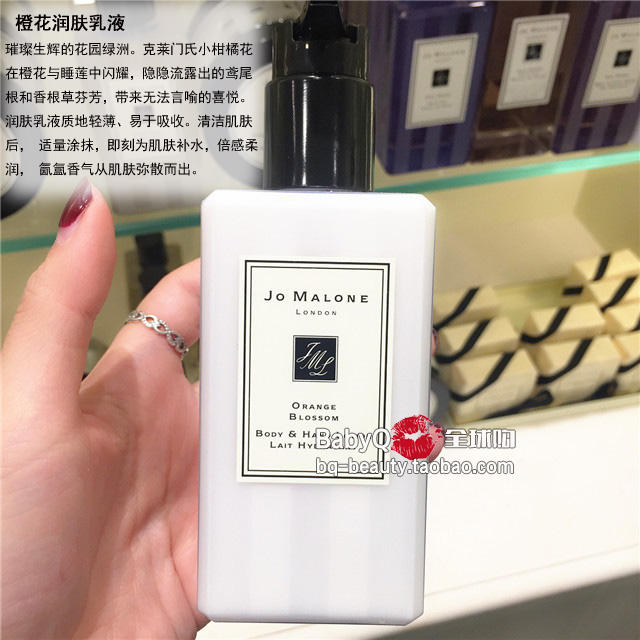 橙花润肤乳液
璀璨生辉的花园绿洲。克莱门氏小柑橘花
在橙花与睡莲中闪耀，隐隐流露出的鸢尾
根和香根草芬芳，带来无法言喻的喜悦。
润肤乳液质地轻薄、易于吸收。清洁肌肤
后， 适量涂抹，即刻为肌肤补水，倍感柔
润， 氤氲香气从肌肤弥散而出。
JO MALONE
LONDON
JML
ORANGE
BLOSSOM
BODY & HA
LAIT HY
BabyQ 全球购
bq-beauty.taobao.com
JO MALONE